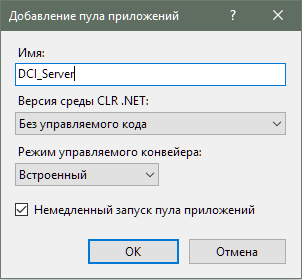 Добавление пула приложений
?
Имя:
DCI_Server
Версия среды CLR .NET:
Без управляемого кода
Режим управляемого конвейера:
Встроенный
Немедленный запуск пула приложений
ОК
Отмена